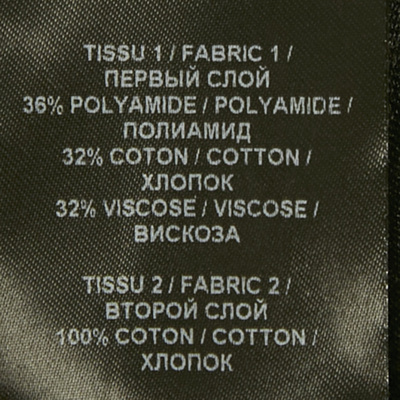 TISSU 1 / FABRIC 1 /
ПЕРВЫЙ СЛОЙ
36% POLYAMIDE / POLYAMIDE /
ПОЛИАМИД
32% COTON / COTTON /
ХЛОПОК
32% VISCOSE / VISCOSE /
ВИСКОЗА
TISSU 2 / FABRIC 2 /
ВТОРОЙ СЛОЙ
100% COTON / COTTON /
ХЛОПОК